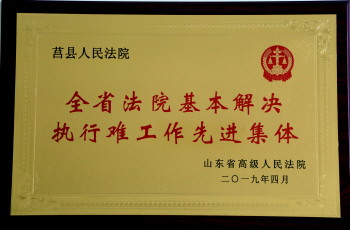 莒县人民法院
全省法院基本解决
执行难工作先进集体
山东省高级人民法院
二〇一九年四月